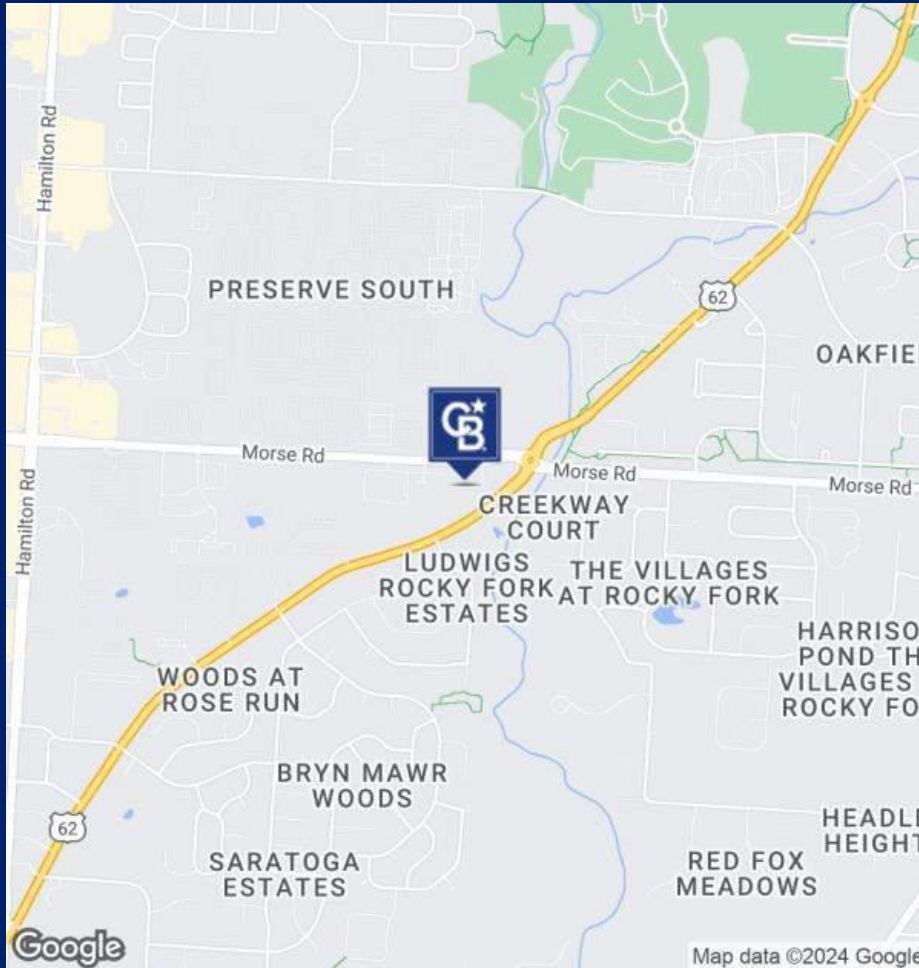 Hamilton Rd
PRESERVE SOUTH
62
OAKFIE
CB
Morse Rd
Morse Rd
Morse Rd
Hamilton Rd
CREEKWAY
COURT
LUDWIGS
ROCKY FORK
ESTATES
THE VILLAGES
AT ROCKY FORK
HARRISO
POND TH
VILLAGES
ROCKY FO
WOODS AT
ROSE RUN
BRYN MAWR
WOODS
62
HEADLE
HEIGHT
SARATOGA
ESTATES
RED FOX
MEADOWS
Google
Map data ©2024 Google